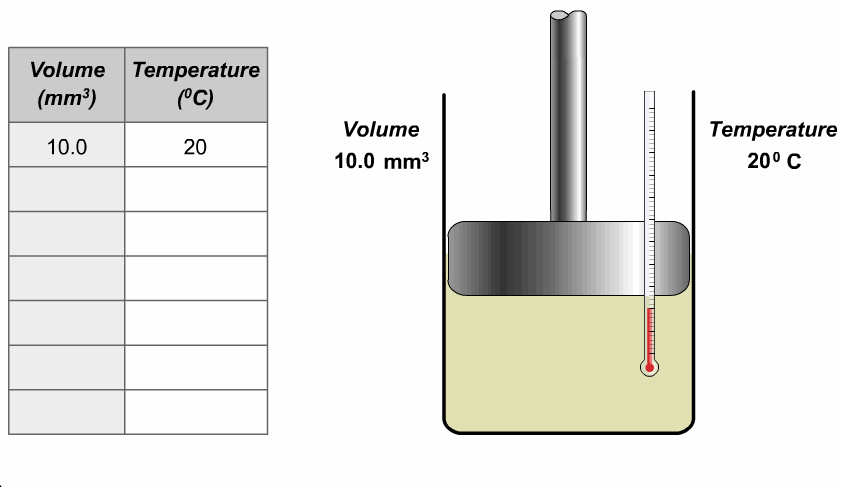 Volume Temperature
(mm³) (⁰C)
10.0 20
Volume
10.0 mm³
Temperature
20⁰ C